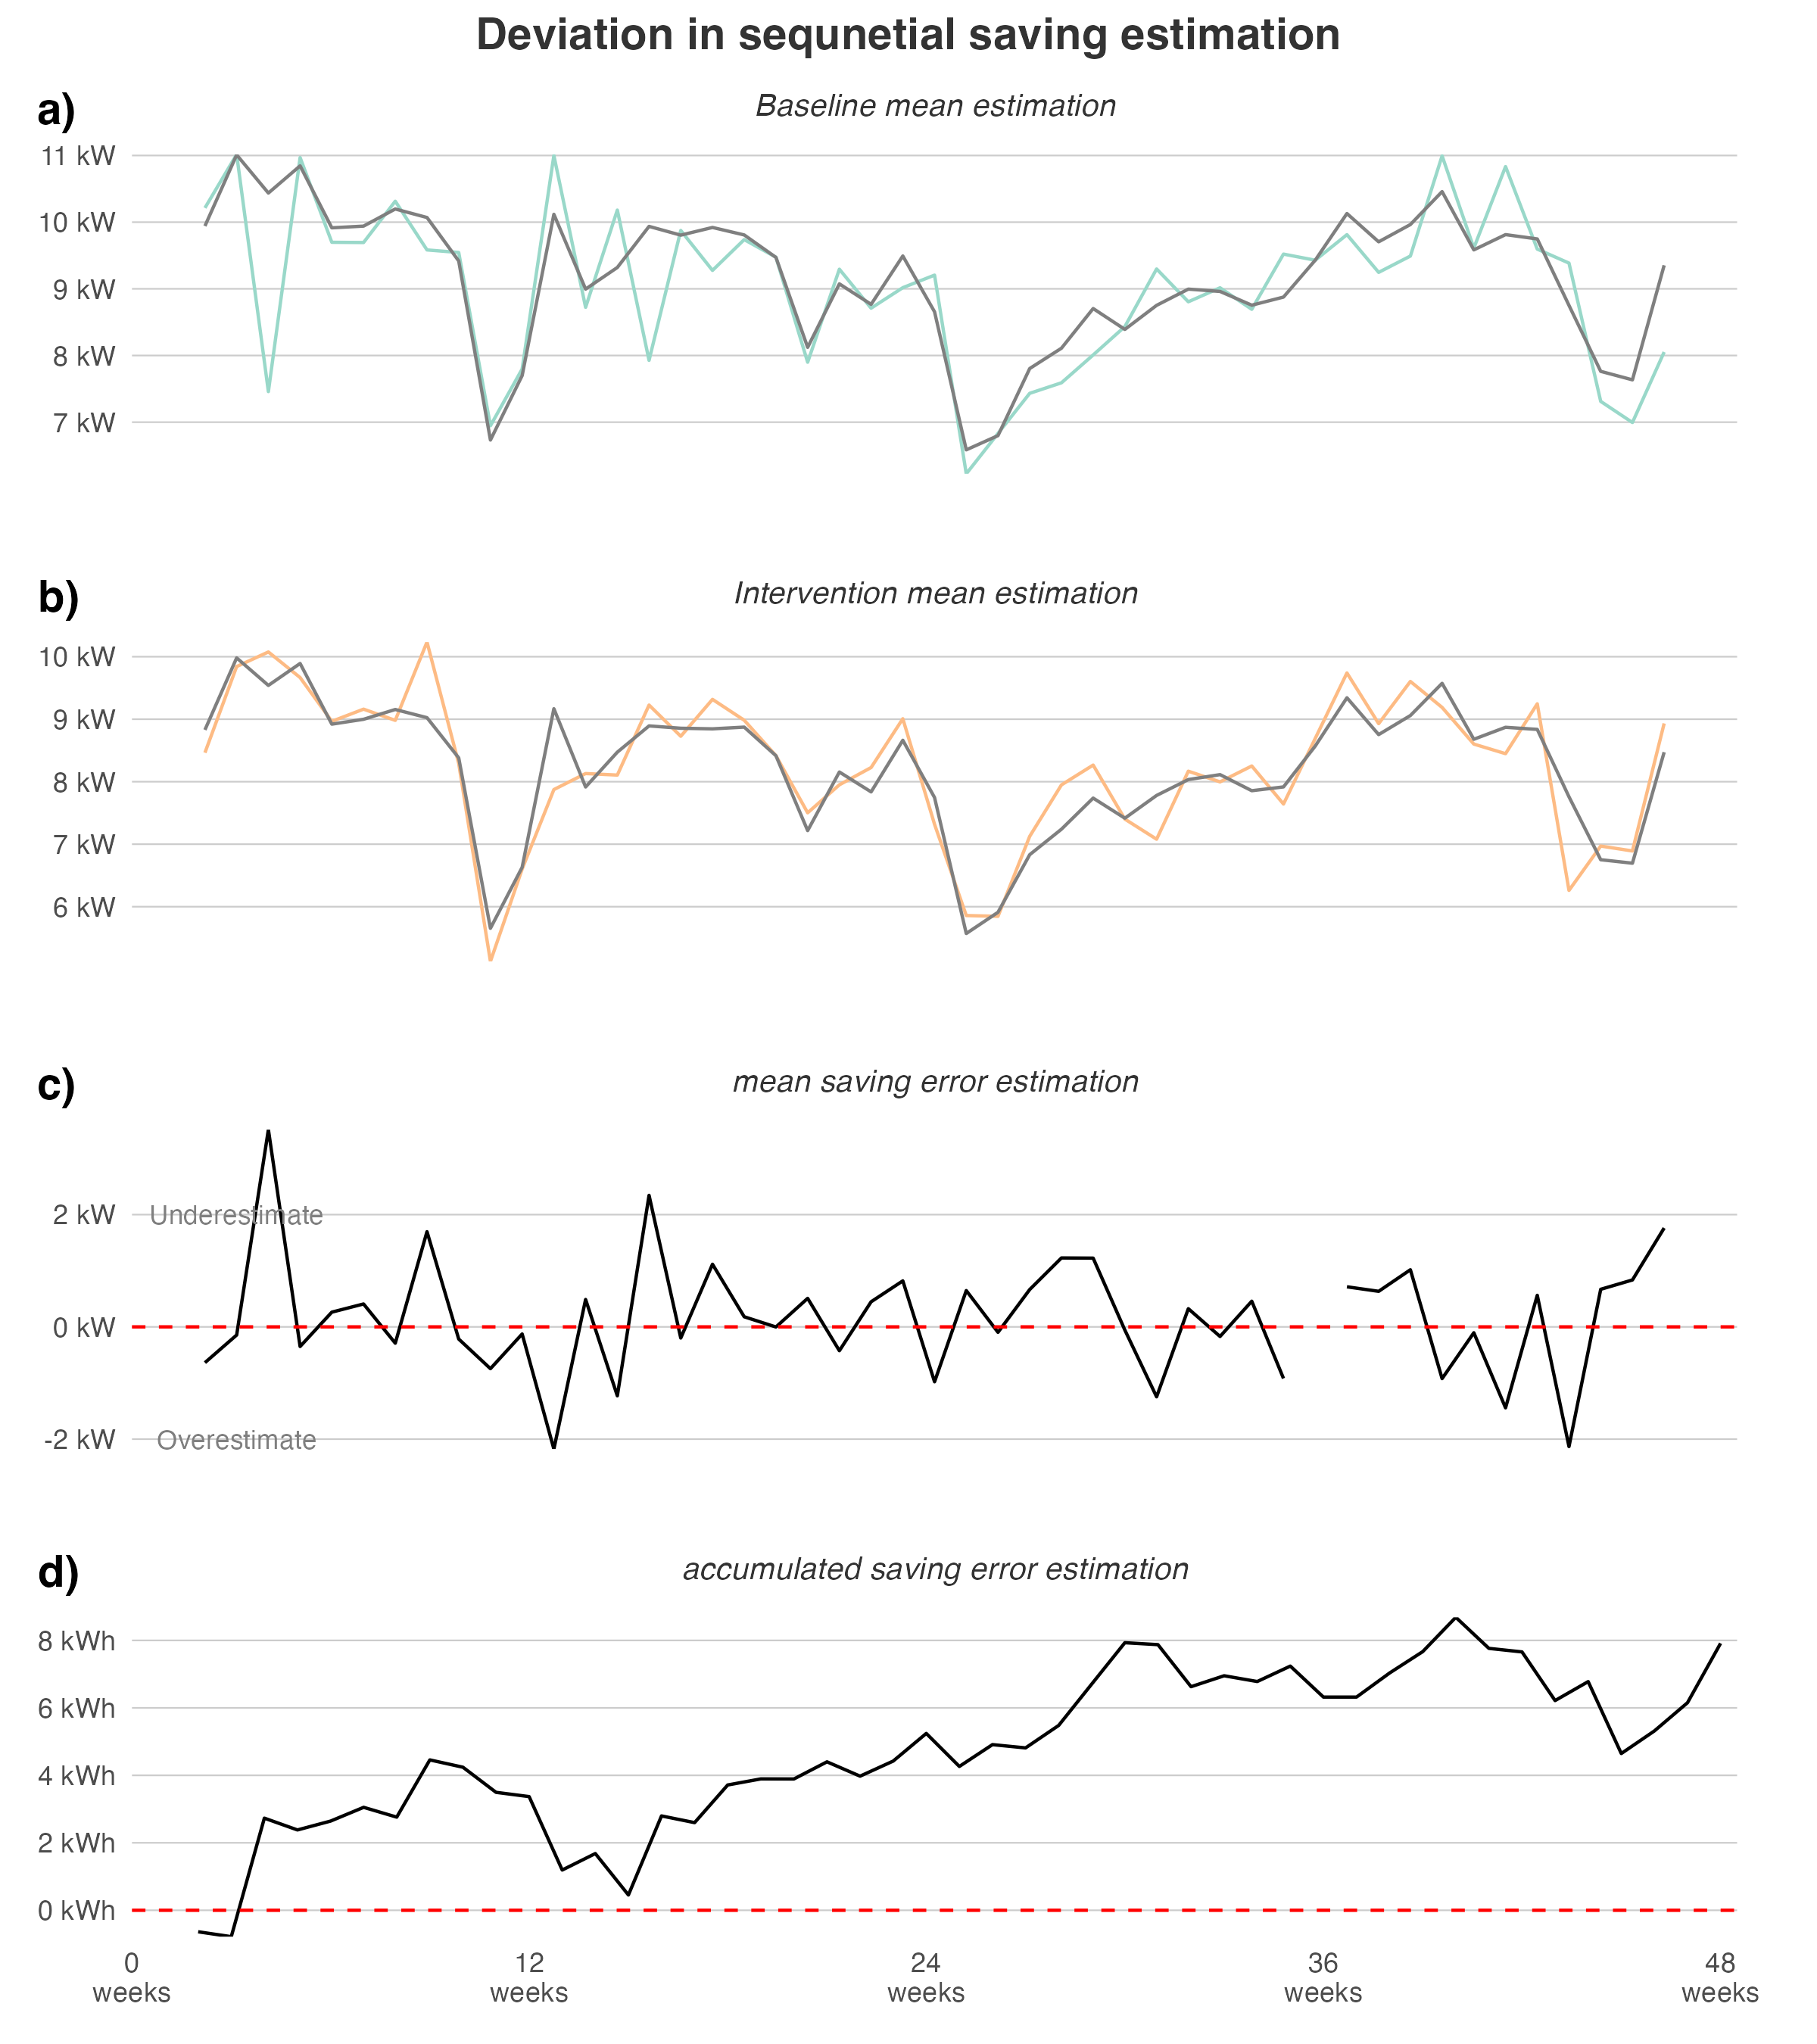 Deviation in sequnetial saving estimation
a)
Baseline mean estimation
11 kW
10 kW
9 kW
8 kW
7 kW
b)
Intervention mean estimation
10 kW
9 kW
8 kW
7 kW
6 kW
c)
mean saving error estimation
2 kW
Underestimate
0 kW
-2 kW
Overestimate
d)
accumulated saving error estimation
8 kWh
6 kWh
4 kWh
2 kWh
0 kWh
0 12 24 36 48
weeks weeks weeks weeks weeks